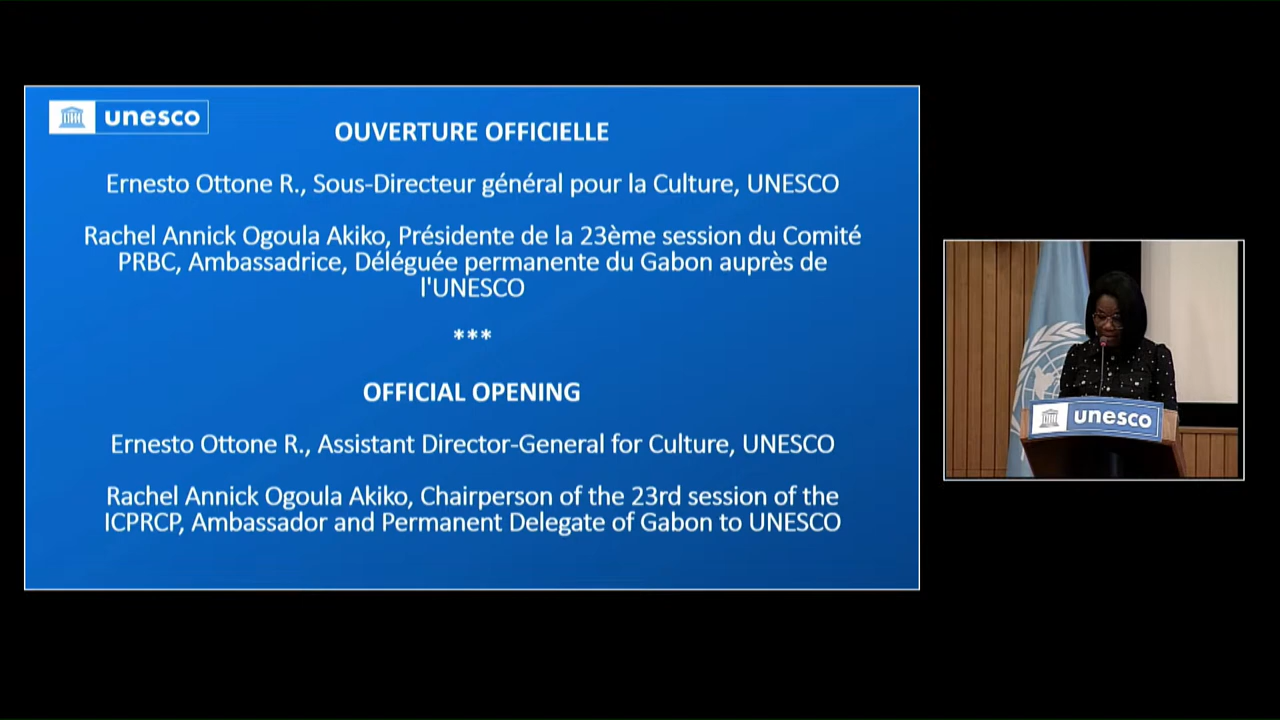 unesco
OUVERTURE OFFICIELLE
Ernesto Ottone R., Sous-Directeur général pour la Culture, UNESCO
Rachel Annick Ogoula Akiko, Présidente de la 23ème session du Comité
PRBC, Ambassadrice, Déléguée permanente du Gabon auprès de
l'UNESCO
***
OFFICIAL OPENING
Ernesto Ottone R., Assistant Director-General for Culture, UNESCO
Rachel Annick Ogoula Akiko, Chairperson of the 23rd session of the
ICPRCP, Ambassador and Permanent Delegate of Gabon to UNESCO
unesco